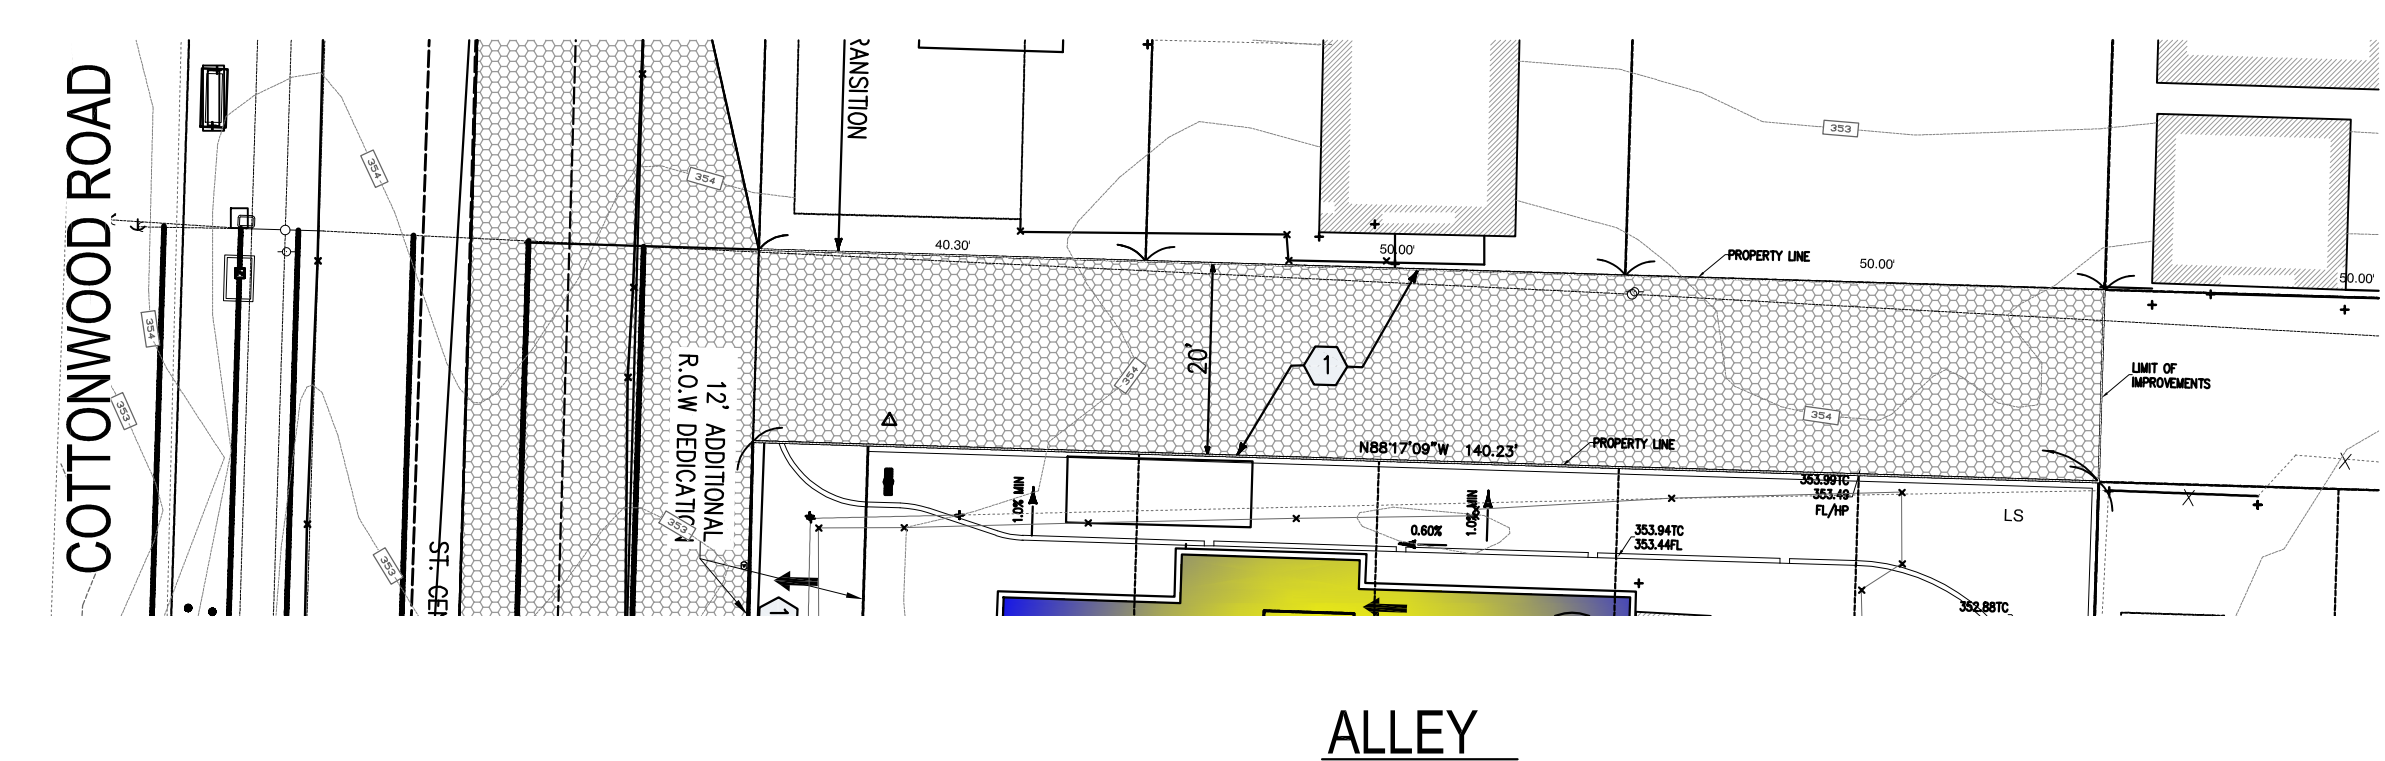 COTTONWOOD ROAD
RANSITION
354
354
353
40.30'
50.00'
PROPERTY LINE
50.00'
50.00'
354
353
20'
1
354
354
LIMIT OF
IMPROVEMENTS
12' ADDITIONAL
R.O.W DEDICATION
N88°17'09"W 140.23'
PROPERTY LINE
353.99TC
353.49
FL/HP
1.0% MIN
1.0% MIN
0.60%
353.94TC
353.44FL
LS
353
353
ST. CEN
1
352.88TC
ALLEY